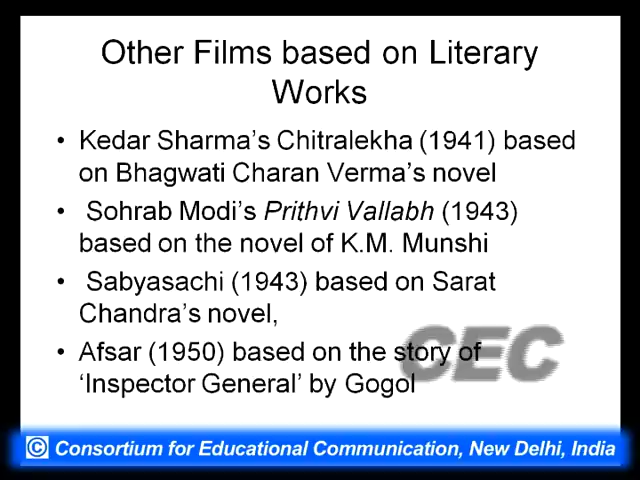 Other Films based on Literary
Works
• Kedar Sharma's Chitralekha (1941) based
on Bhagwati Charan Verma's novel
• Sohrab Modi's Prithvi Vallabh (1943)
based on the novel of K.M. Munshi
• Sabyasachi (1943) based on Sarat
Chandra's novel,
• Afsar (1950) based on the story of
'Inspector General' by Gogol
CEC
© Consortium for Educational Communication, New Delhi, India